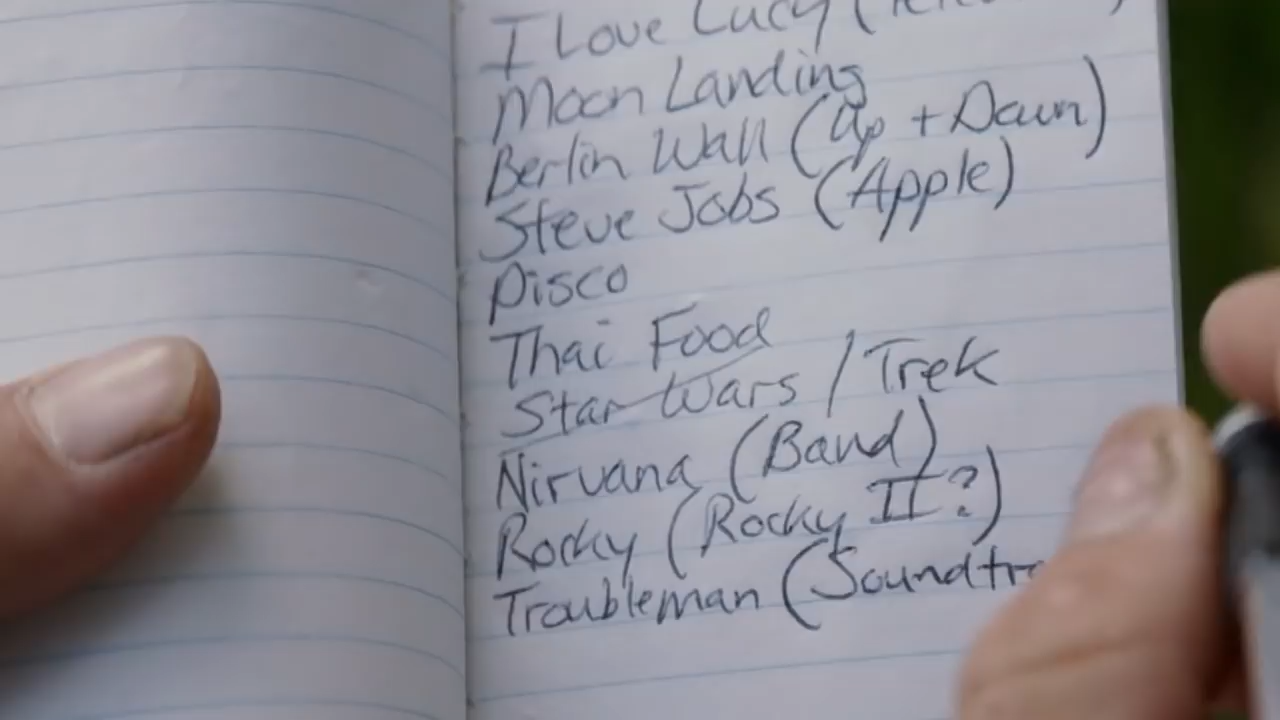 I Love Lucy (
Moon Landing
Berlin Wall (Up + Down)
Steve Jobs (Apple)
Disco
Thai Food
Star Wars / Trek
Nirvana (Band)
Rocky (Rocky II?)
Troubleman (Soundtr